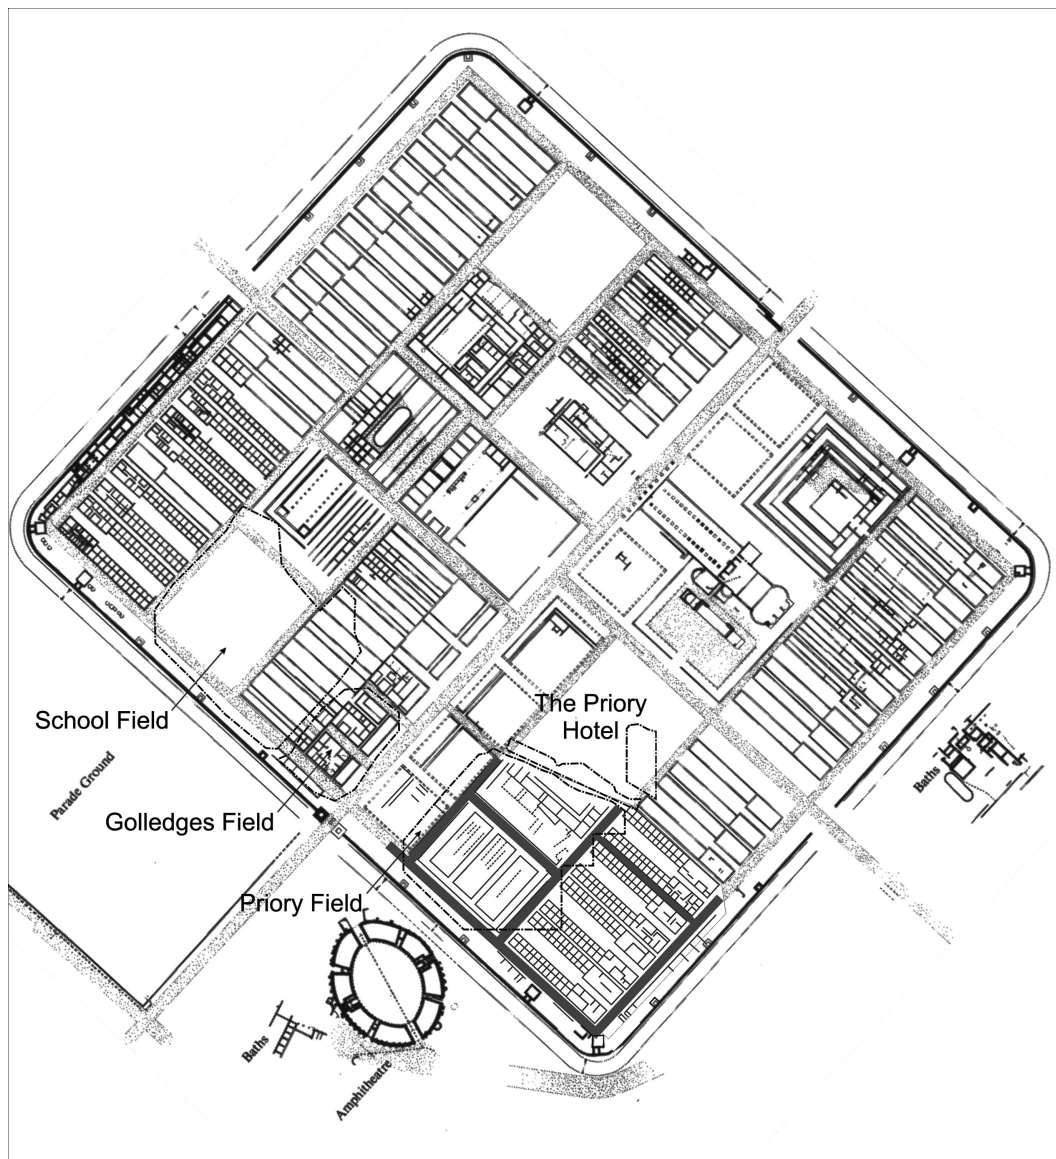 The Priory
Hotel
School Field
Parade Ground
Baths
Golledges Field
Priory Field
Baths
Amphitheatre